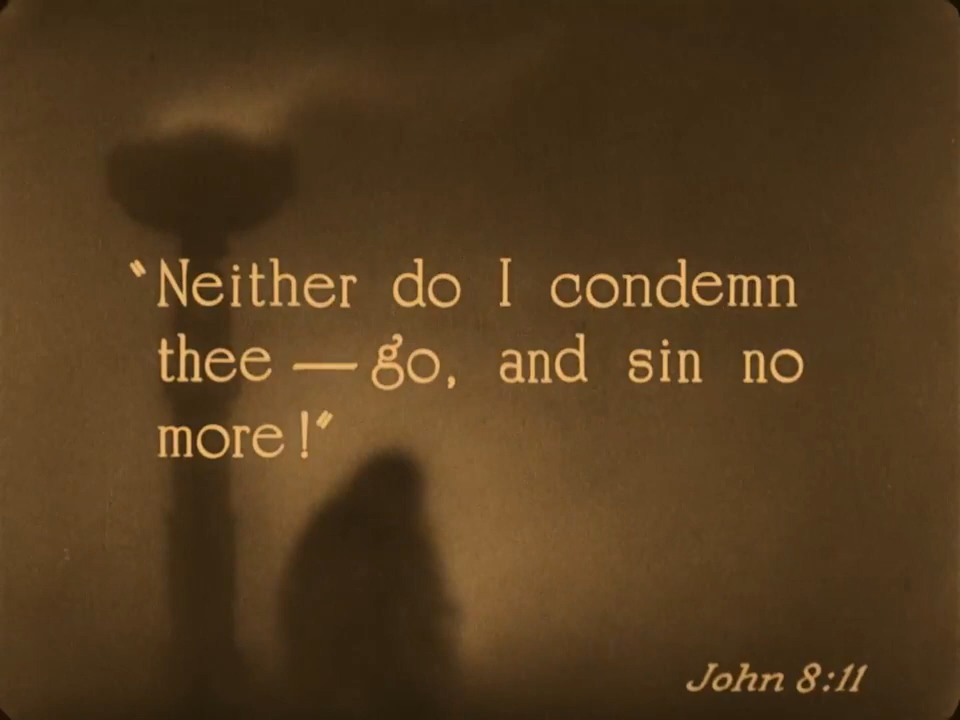 "Neither do I condemn
thee — go, and sin no
more!"
John 8:11